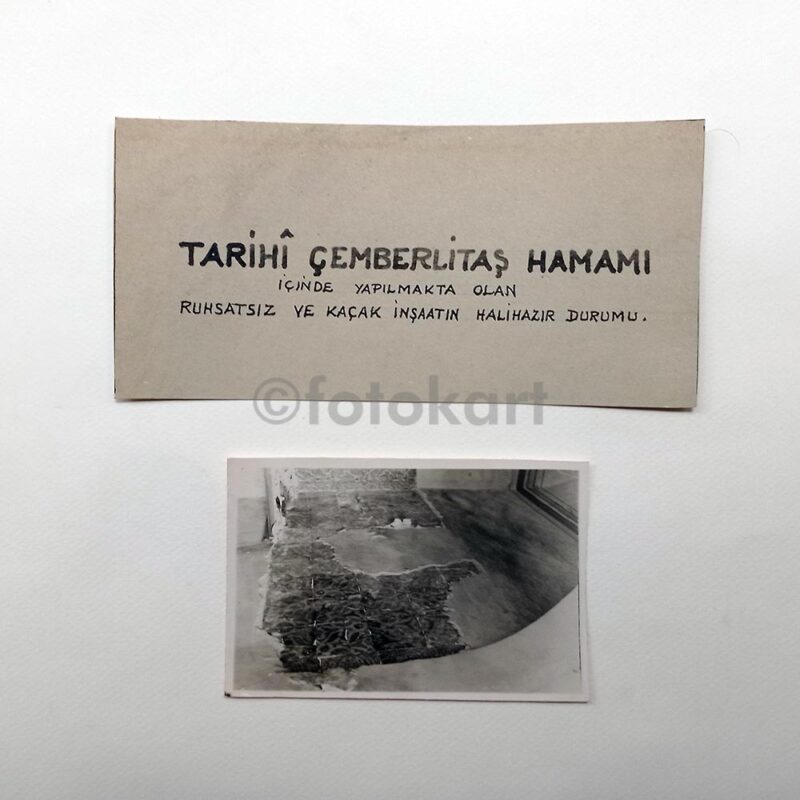 TARİHÎ ÇEMBERLİTAŞ HAMAMI
İÇİNDE YAPILMAKTA OLAN
RUHSATSIZ VE KAÇAK İNŞAATIN HALİHAZIR DURUMU.
©fotokart